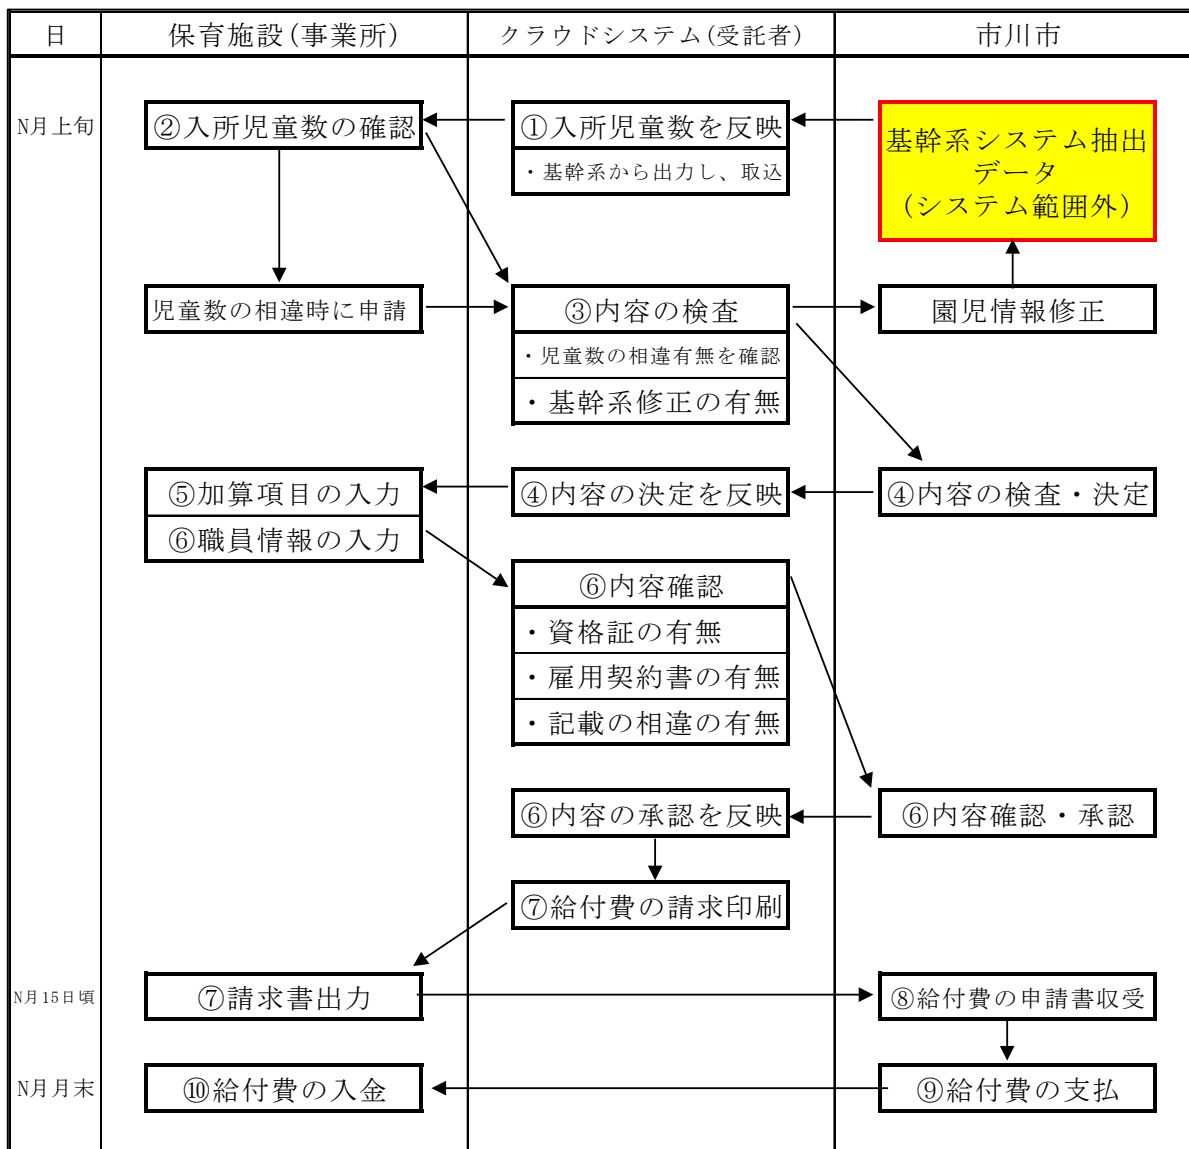 日
保育施設(事業所)
クラウドシステム(受託者)
市川市
N月上旬
②入所児童数の確認
①入所児童数を反映
・基幹系から出力し、取込
基幹系システム抽出
データ
(システム範囲外)
児童数の相違時に申請
③内容の検査
・児童数の相違有無を確認
・基幹系修正の有無
園児情報修正
⑤加算項目の入力
⑥職員情報の入力
④内容の決定を反映
④内容の検査・決定
⑥内容確認
・資格証の有無
・雇用契約書の有無
・記載の相違の有無
⑥内容の承認を反映
⑥内容確認・承認
⑦給付費の請求印刷
N月15日頃
⑦請求書出力
⑧給付費の申請書収受
N月月末
⑩給付費の入金
⑨給付費の支払